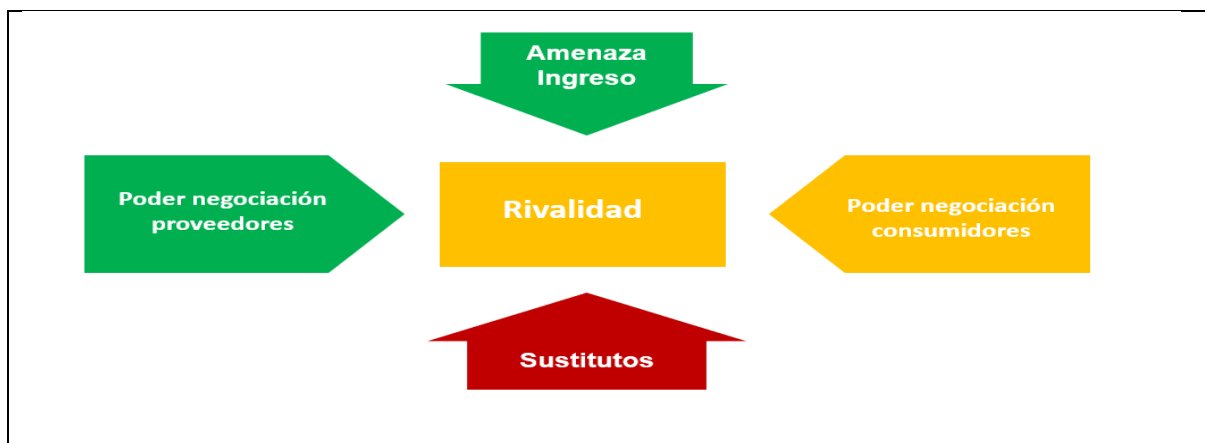 Amenaza
Ingreso
Poder negociación
proveedores
Rivalidad
Poder negociación
consumidores
Sustitutos